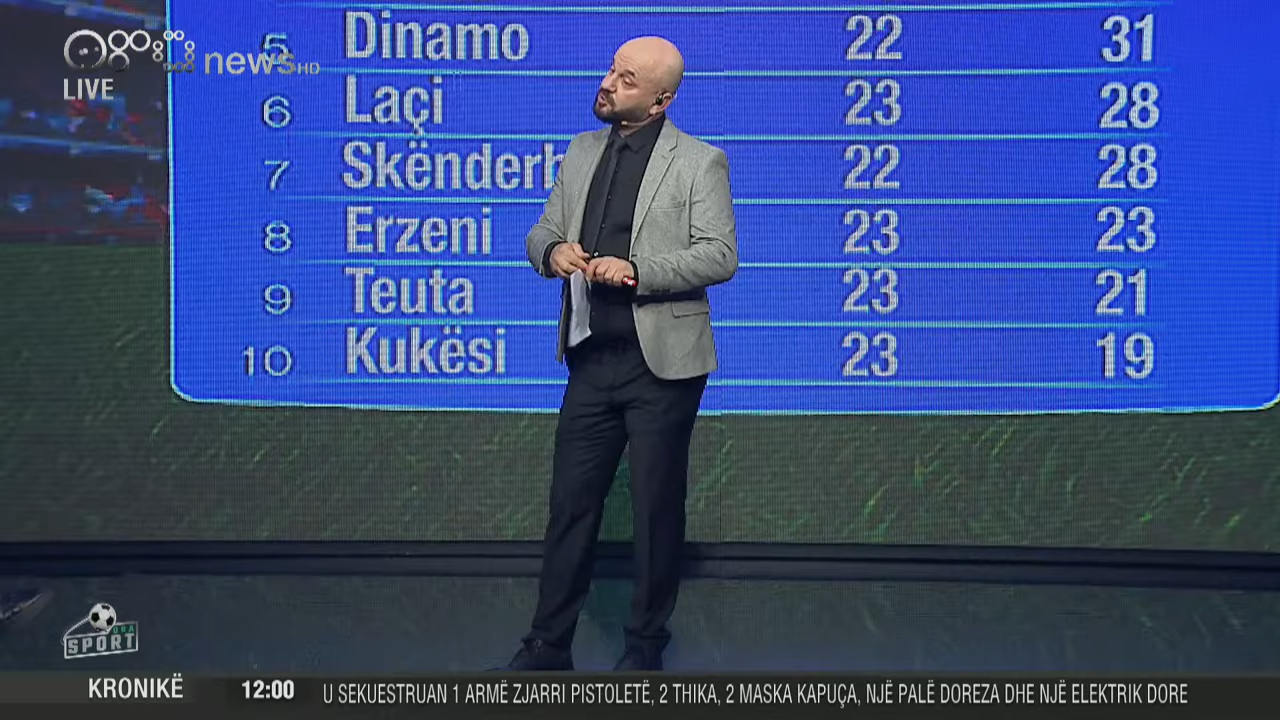 5 Dinamo 22 31
news HD
LIVE
6 Laçi 23 28
7 Skënderb 22 28
8 Erzeni 23 23
9 Teuta 23 21
10 Kukësi 23 19
ORA
SPORT
KRONIKË 12:00 U SEKUESTRUAN 1 ARMË ZJARRI PISTOLETË, 2 THIKA, 2 MASKA KAPUÇA, NJË PALË DOREZA DHE NJË ELEKTRIK DORE